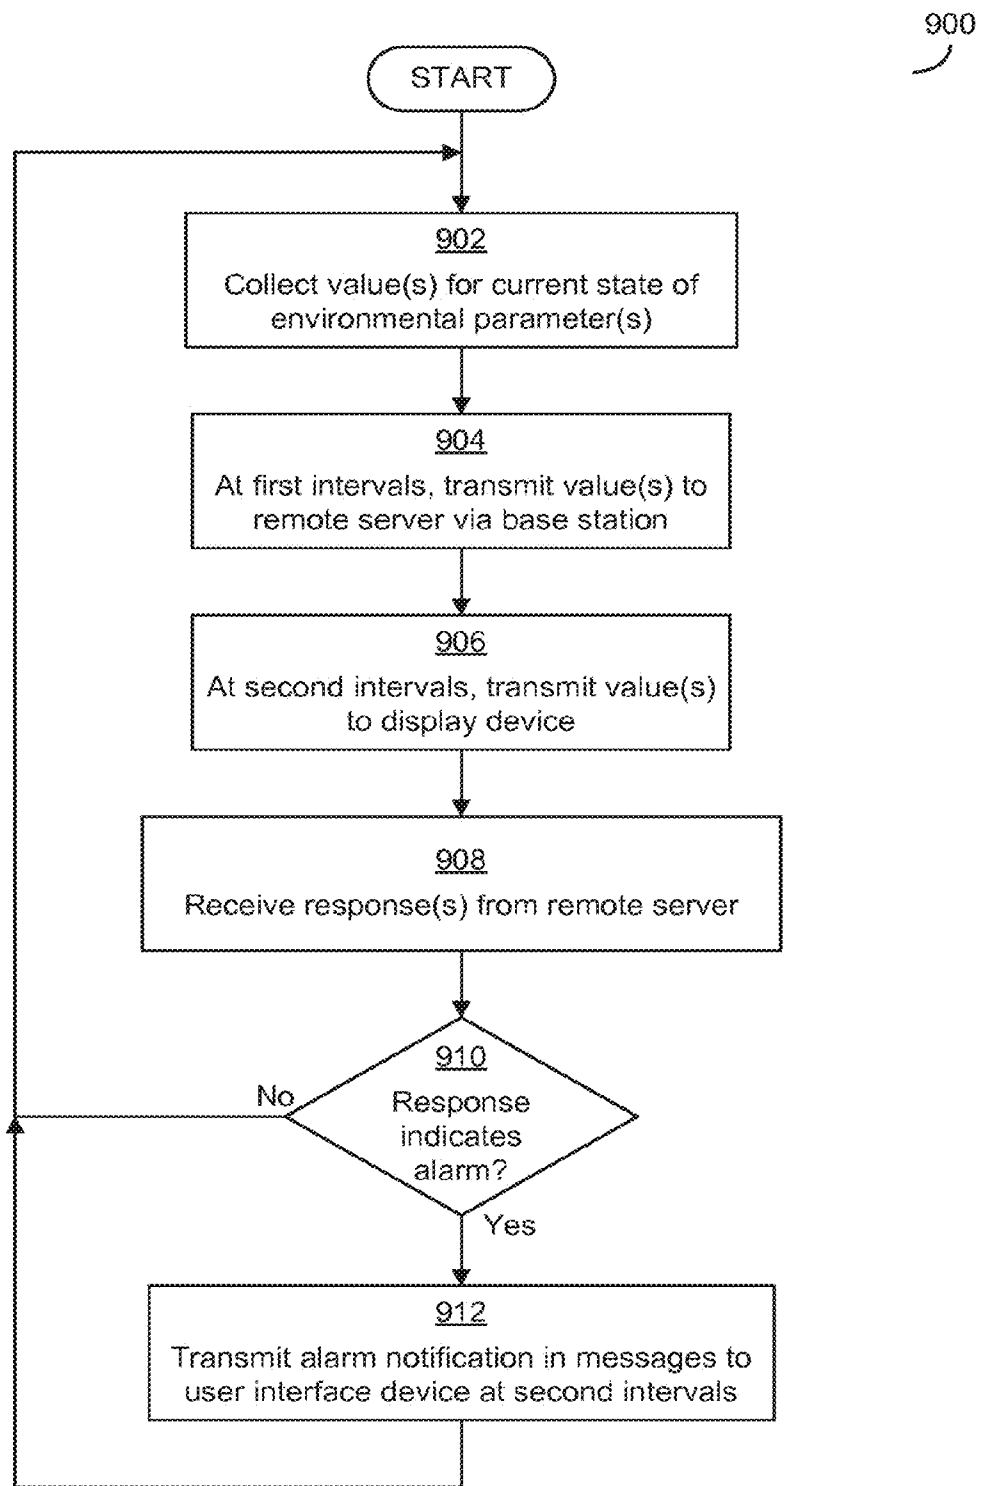 900
START
902
Collect value(s) for current state of
environmental parameter(s)
904
At first intervals, transmit value(s) to
remote server via base station
906
At second intervals, transmit value(s)
to display device
908
Receive response(s) from remote server
910
Response
indicates
alarm?
No
Yes
912
Transmit alarm notification in messages to
user interface device at second intervals